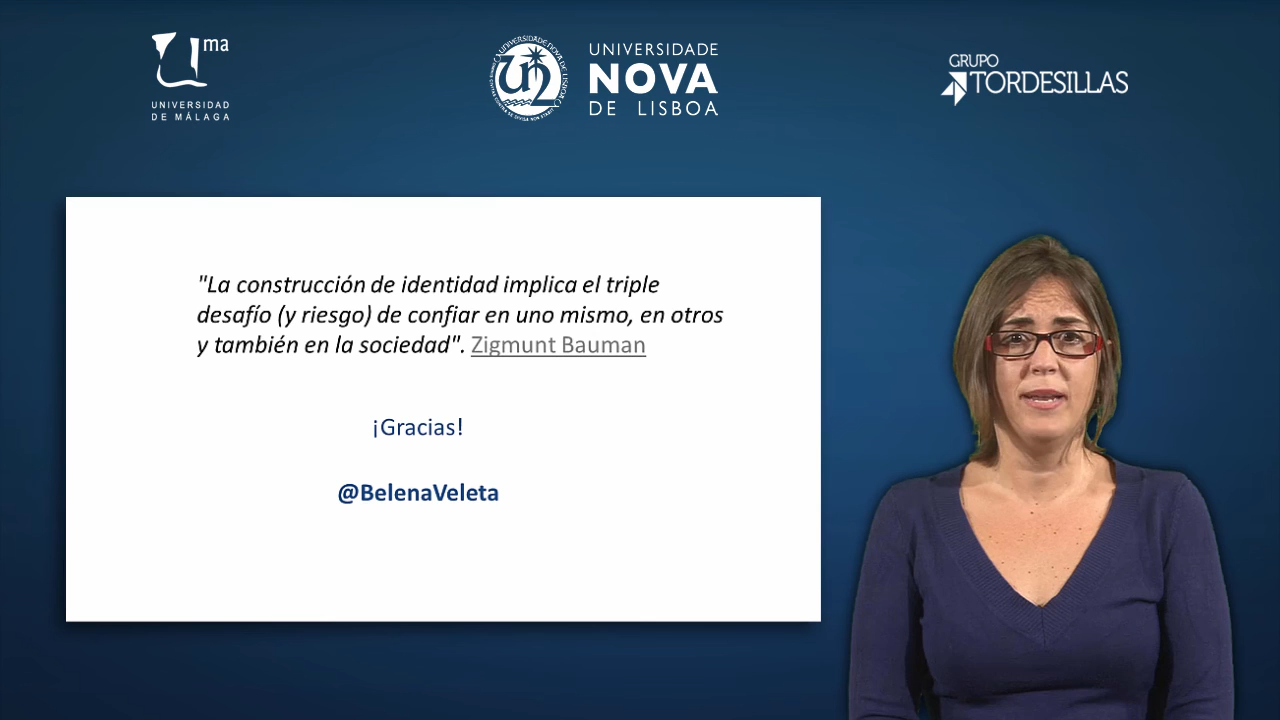 ma
UNIVERSIDAD
DE MÁLAGA
UNIVERSIDADE
NOVA
DE LISBOA
GRUPO
TORDESILLAS
"La construcción de identidad implica el triple
desafío (y riesgo) de confiar en uno mismo, en otros
y también en la sociedad". Zigmunt Bauman
¡Gracias!
@BelenaVeleta